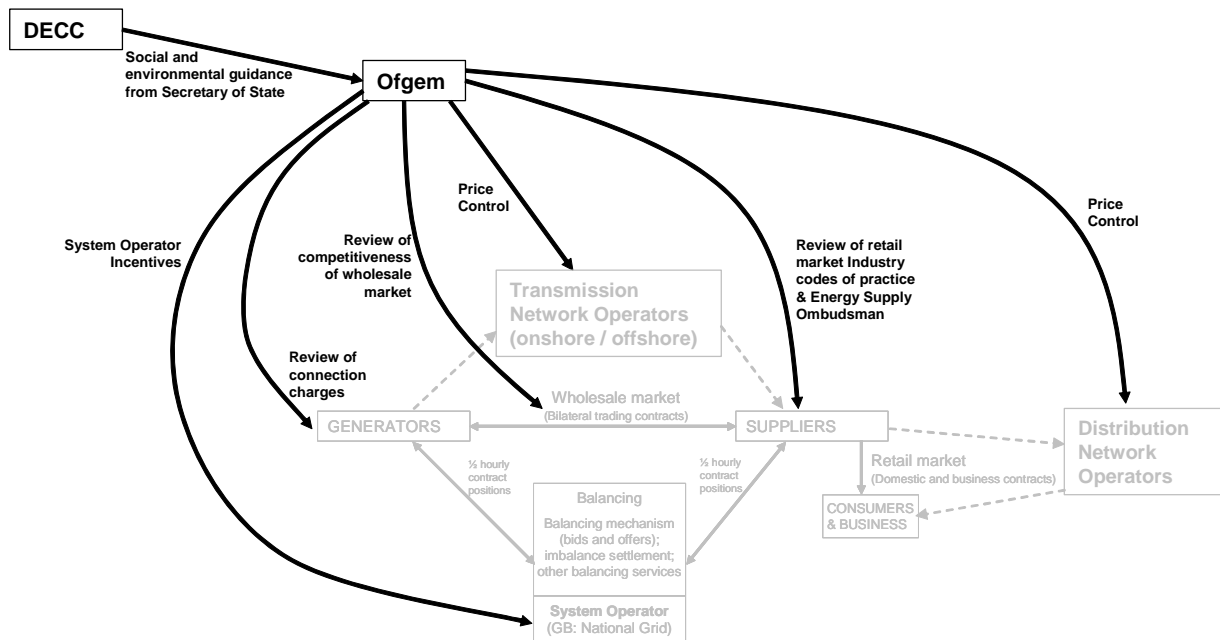 DECC
Social and
environmental guidance
from Secretary of State
Ofgem
Price
Control
Price
Control
System Operator
Incentives
Review of
competitiveness
of wholesale
market
Review of retail
market Industry
codes of practice
& Energy Supply
Ombudsman
Transmission
Network Operators
(onshore / offshore)
Review of
connection
charges
Wholesale market
(Bilateral trading contracts)
GENERATORS
SUPPLIERS
Distribution
Network
Operators
½ hourly
contract
positions
½ hourly
contract
positions
Retail market
(Domestic and business contracts)
CONSUMERS
& BUSINESS
Balancing
Balancing mechanism
(bids and offers);
imbalance settlement;
other balancing services
System Operator
(GB: National Grid)